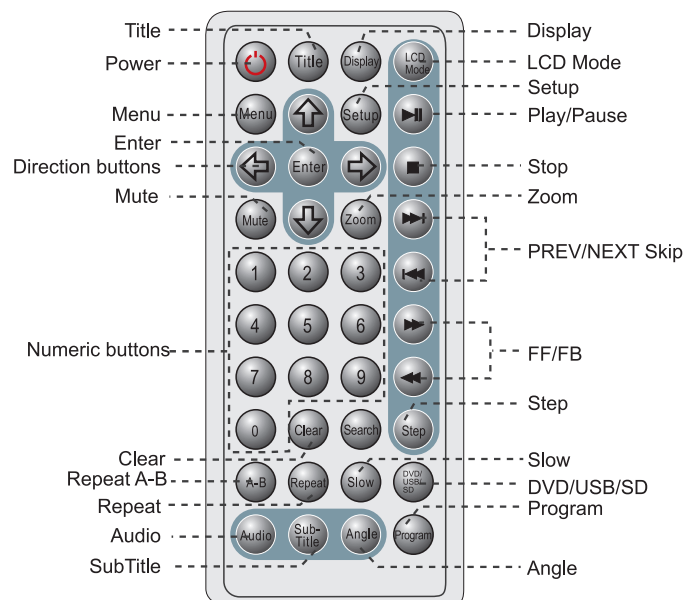 Title
Display
Power
Title
Display
LCD
Mode
LCD Mode
Setup
Menu
Menu
Setup
Play/Pause
Enter
Direction buttons
Enter
Stop
Mute
Mute
Zoom
Zoom
PREV/NEXT Skip
1 2 3
4 5 6
Numeric buttons
FF/FB
7 8 9
Step
0
Clear
Search
Step
Clear
Slow
Repeat A-B
A-B
Repeat
Slow
DVD/
USB/
SD
DVD/USB/SD
Repeat
Program
Audio
Audio
Sub-
Title
Angle
Program
SubTitle
Angle